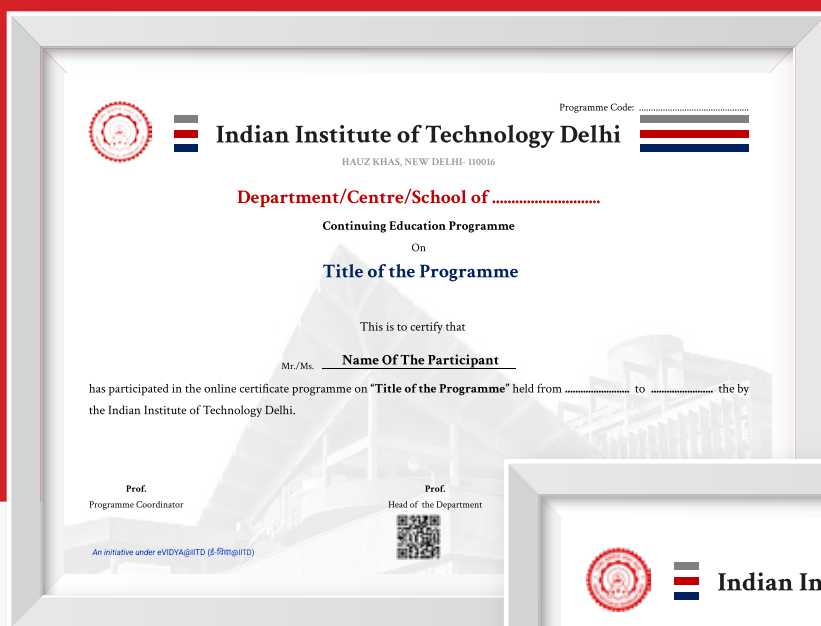 Programme Code: ..............................................
Indian Institute of Technology Delhi
HAUZ KHAS, NEW DELHI- 110016
Department/Centre/School of ...........................
Continuing Education Programme
On
Title of the Programme
This is to certify that
Mr./Ms. Name Of The Participant
has participated in the online certificate programme on “Title of the Programme” held from ........................ to ....................... the by
the Indian Institute of Technology Delhi.
Prof. Prof.
Programme Coordinator Head of the Department
An initiative under eVIDYA@IITD (ई-विद्या@IITD)
Indian In